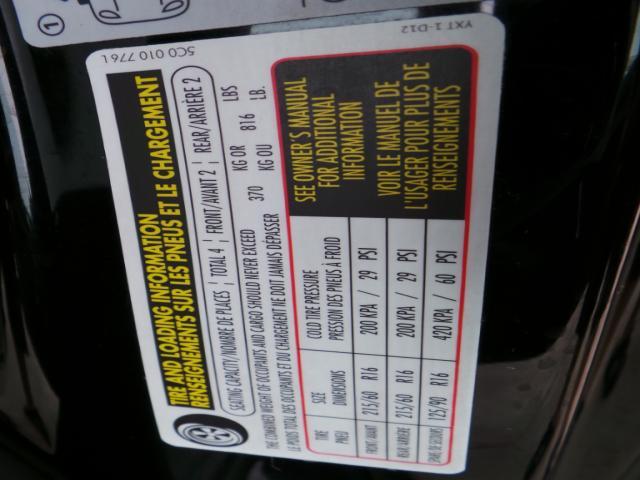 ①
5C0 010 776 L
YXT 1-D12
TIRE AND LOADING INFORMATION
RENSEIGNEMENTS SUR LES PNEUS ET LE CHARGEMENT
SEATING CAPACITY/NOMBRE DE PLACES | TOTAL 4 | FRONT/AVANT 2 | REAR/ARRIÈRE 2
THE COMBINED WEIGHT OF OCCUPANTS AND CARGO SHOULD NEVER EXCEED 370 KG OR 816 LBS
LE POIDS TOTAL DES OCCUPANTS ET DU CHARGEMENT NE DOIT JAMAIS DÉPASSER KG OU LB.
TIRE SIZE COLD TIRE PRESSURE
PNEU DIMENSIONS PRESSION DES PNEUS À FROID
FRONT AVANT 215/60 R16 200 KPA / 29 PSI
REAR ARRIERE 215/60 R16 200 KPA / 29 PSI
SPARE DE SECOURS 125/90 R16 420 KPA / 60 PSI
SEE OWNER'S MANUAL
FOR ADDITIONAL
INFORMATION
VOIR LE MANUEL DE
L'USAGER POUR PLUS DE
RENSEIGNEMENTS